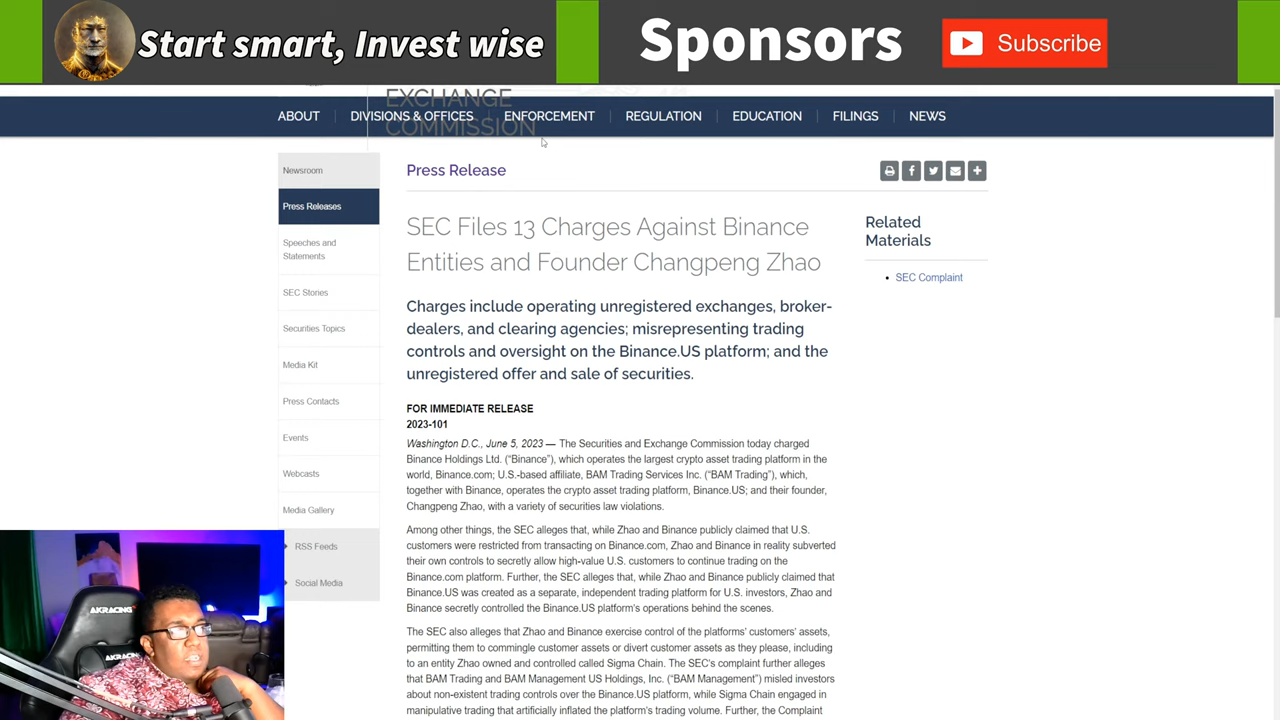 Start smart, Invest wise
Sponsors
Subscribe
EXCHANGE
COMMISSION
ABOUT DIVISIONS & OFFICES ENFORCEMENT REGULATION EDUCATION FILINGS NEWS
Newsroom
Press Releases
Speeches and
Statements
SEC Stories
Securities Topics
Media Kit
Press Contacts
Events
Webcasts
Media Gallery
RSS Feeds
Social Media
Press Release
SEC Files 13 Charges Against Binance
Entities and Founder Changpeng Zhao
Charges include operating unregistered exchanges, broker-
dealers, and clearing agencies; misrepresenting trading
controls and oversight on the Binance.US platform; and the
unregistered offer and sale of securities.
FOR IMMEDIATE RELEASE
2023-101
Washington D.C., June 5, 2023 — The Securities and Exchange Commission today charged
Binance Holdings Ltd. ("Binance"), which operates the largest crypto asset trading platform in the
world, Binance.com; U.S.-based affiliate, BAM Trading Services Inc. ("BAM Trading"), which,
together with Binance, operates the crypto asset trading platform, Binance.US; and their founder,
Changpeng Zhao, with a variety of securities law violations.
Among other things, the SEC alleges that, while Zhao and Binance publicly claimed that U.S.
customers were restricted from transacting on Binance.com, Zhao and Binance in reality subverted
their own controls to secretly allow high-value U.S. customers to continue trading on the
Binance.com platform. Further, the SEC alleges that, while Zhao and Binance publicly claimed that
Binance.US was created as a separate, independent trading platform for U.S. investors, Zhao and
Binance secretly controlled the Binance.US platform's operations behind the scenes.
The SEC also alleges that Zhao and Binance exercise control of the platforms' customers' assets,
permitting them to commingle customer assets or divert customer assets as they please, including
to an entity Zhao owned and controlled called Sigma Chain. The SEC's complaint further alleges
that BAM Trading and BAM Management US Holdings, Inc. ("BAM Management") misled investors
about non-existent trading controls over the Binance.US platform, while Sigma Chain engaged in
manipulative trading that artificially inflated the platform's trading volume. Further, the Complaint
Related
Materials
SEC Complaint
AKRACING
AKRACING